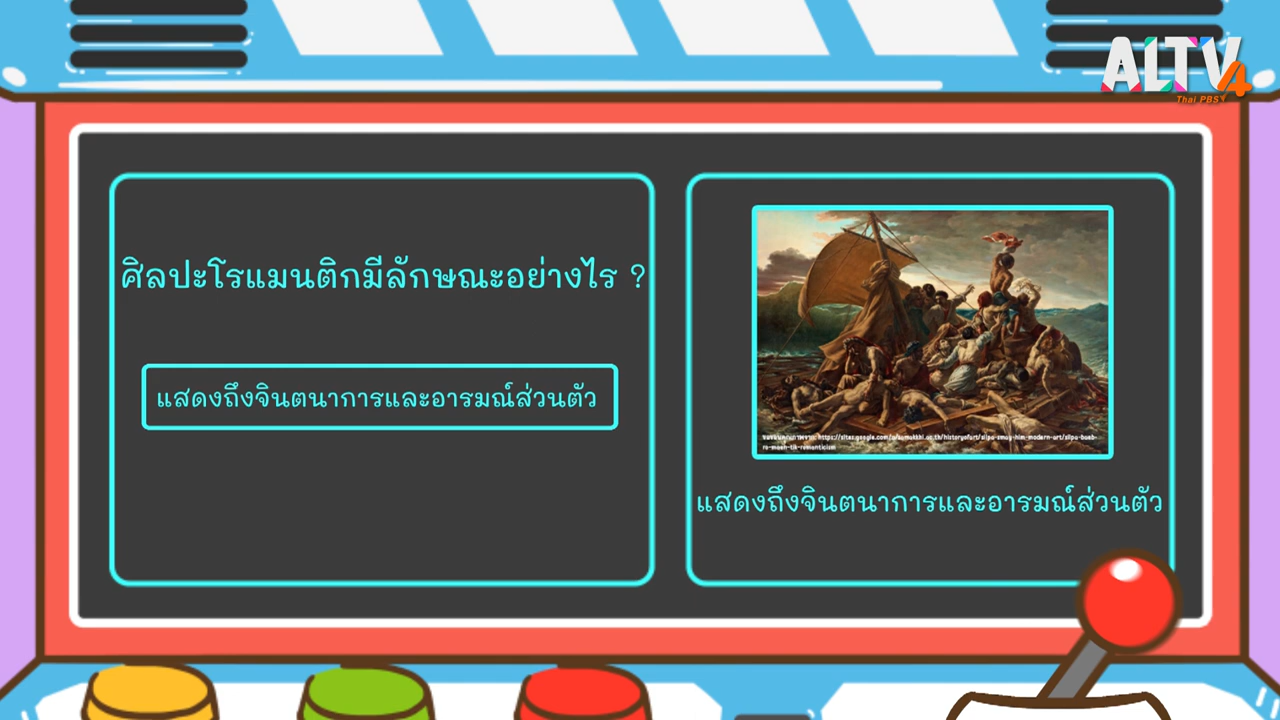 ALTV4
Thai PBS
ศิลปะโรแมนติกมีลักษณะอย่างไร ?
แสดงถึงจินตนาการและอารมณ์ส่วนตัว
แสดงถึงจินตนาการและอารมณ์ส่วนตัว